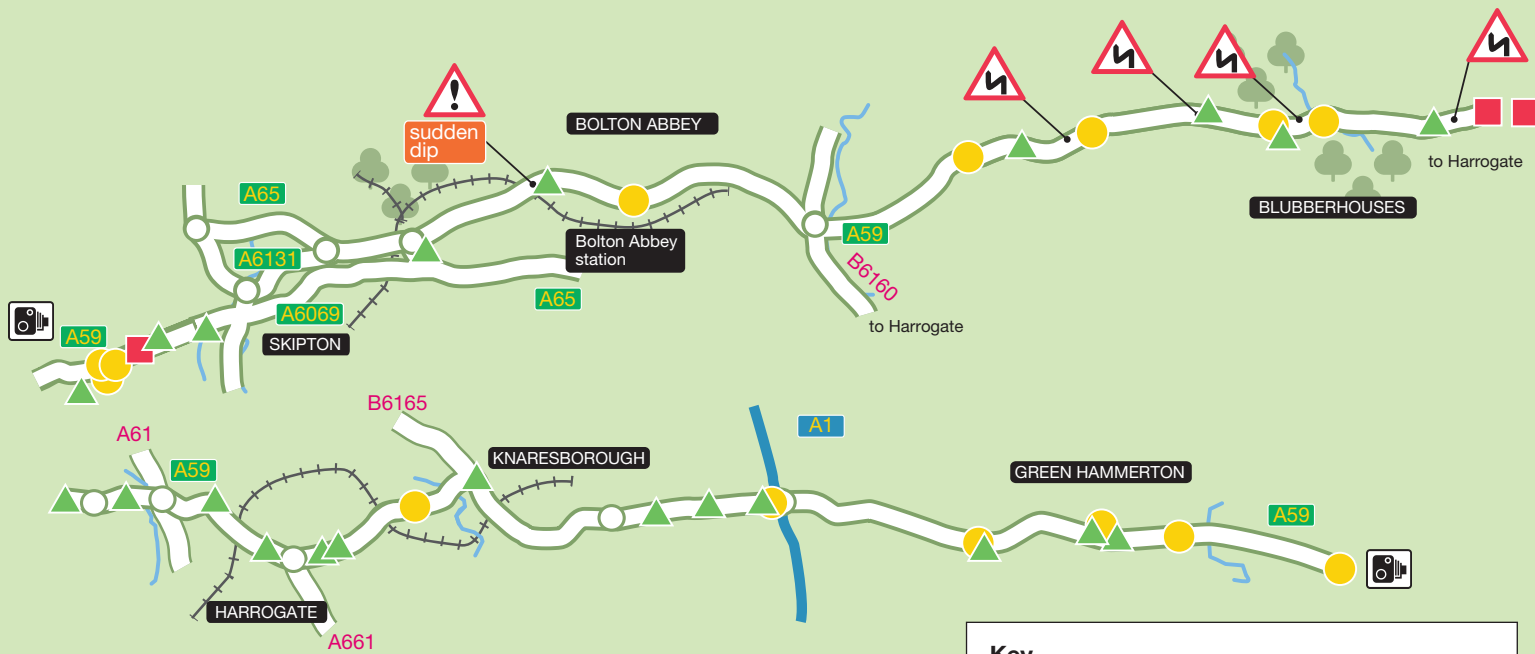 BOLTON ABBEY
sudden
dip
A65
A6131
A59
Bolton Abbey
station
A65
A6069
SKIPTON
A59
B6160
to Harrogate
BLUBBERHOUSES
to Harrogate
A61
A59
B6165
KNARESBOROUGH
A1
GREEN HAMMERTON
A59
HARROGATE
A661
Key